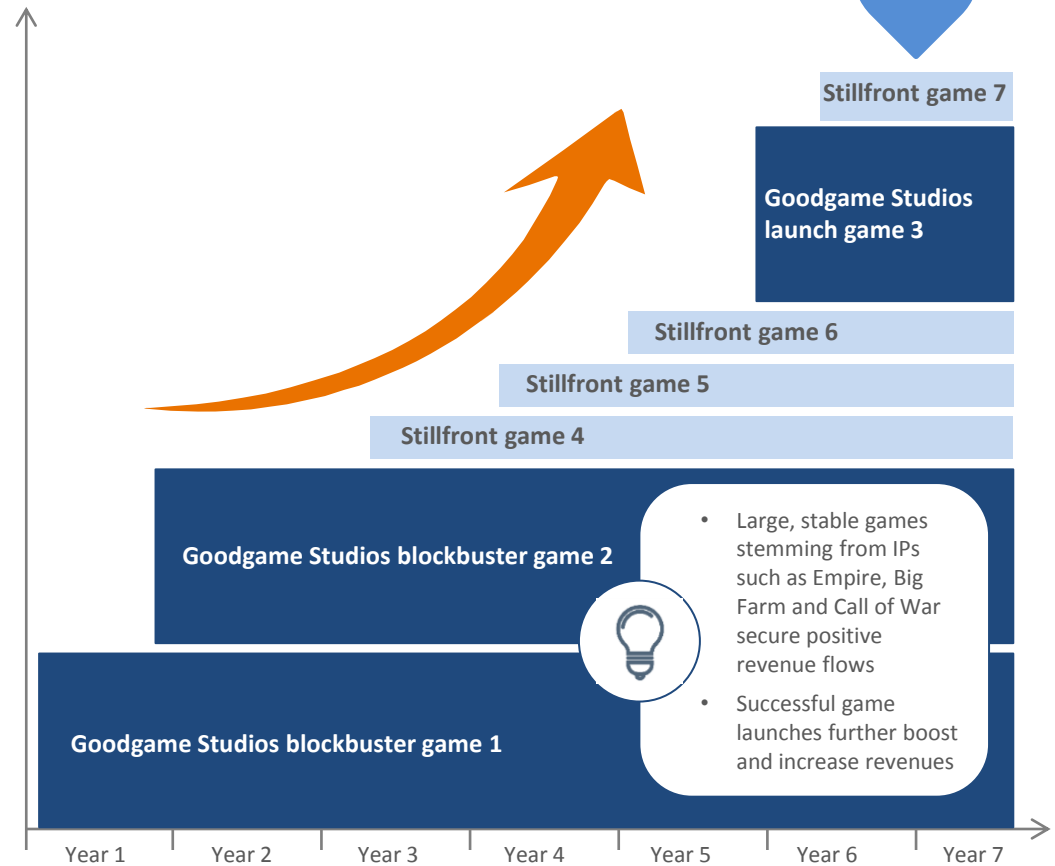 Stillfront game 7
Goodgame Studios
launch game 3
Stillfront game 6
Stillfront game 5
Stillfront game 4
Goodgame Studios blockbuster game 2
• Large, stable games
stemming from IPs
such as Empire, Big
Farm and Call of War
secure positive
revenue flows
• Successful game
launches further boost
and increase revenues
Goodgame Studios blockbuster game 1
Year 1 Year 2 Year 3 Year 4 Year 5 Year 6 Year 7